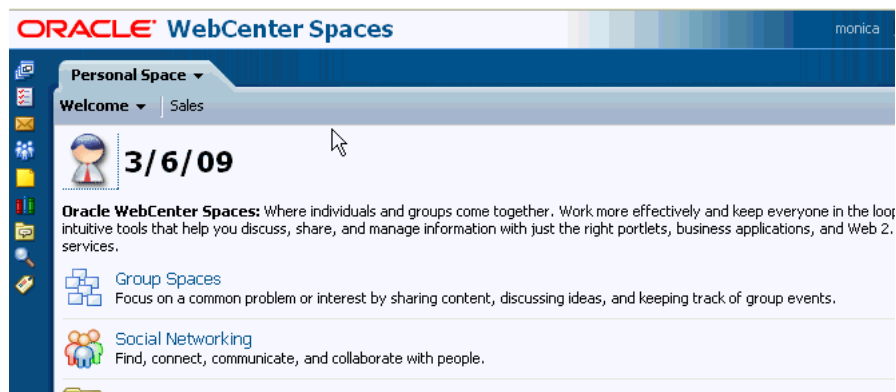 ORACLE WebCenter Spaces
monica
Personal Space
Welcome Sales
3/6/09
Oracle WebCenter Spaces: Where individuals and groups come together. Work more effectively and keep everyone in the loop
intuitive tools that help you discuss, share, and manage information with just the right portlets, business applications, and Web 2.
services.
Group Spaces
Focus on a common problem or interest by sharing content, discussing ideas, and keeping track of group events.
Social Networking
Find, connect, communicate, and collaborate with people.